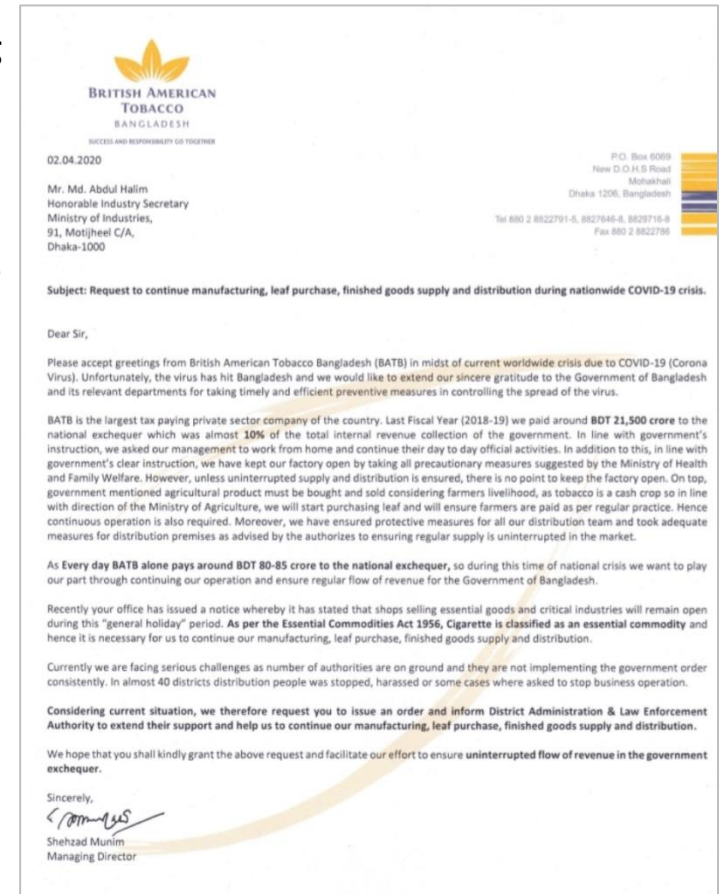 BRITISH AMERICAN
TOBACCO
BANGLADESH
SUCCESS AND RESPONSIBILITY GO TOGETHER
02.04.2020
P.O. Box 6069
New D.O.H.S Road
Mohakhali
Dhaka 1206, Bangladesh
Tel 880 2 8822791-5, 8827646-8, 8829716-8
Fax 880 2 8822786
Mr. Md. Abdul Halim
Honorable Industry Secretary
Ministry of Industries,
91, Motijheel C/A,
Dhaka-1000
Subject: Request to continue manufacturing, leaf purchase, finished goods supply and distribution during nationwide COVID-19 crisis.
Dear Sir,
Please accept greetings from British American Tobacco Bangladesh (BATB) in midst of current worldwide crisis due to COVID-19 (Corona
Virus). Unfortunately, the virus has hit Bangladesh and we would like to extend our sincere gratitude to the Government of Bangladesh
and its relevant departments for taking timely and efficient preventive measures in controlling the spread of the virus.
BATB is the largest tax paying private sector company of the country. Last Fiscal Year (2018-19) we paid around BDT 21,500 crore to the
national exchequer which was almost 10% of the total internal revenue collection of the government. In line with government's
instruction, we asked our management to work from home and continue their day to day official activities. In addition to this, in line with
government's clear instruction, we have kept our factory open by taking all precautionary measures suggested by the Ministry of Health
and Family Welfare. However, unless uninterrupted supply and distribution is ensured, there is no point to keep the factory open. On top,
government mentioned agricultural product must be bought and sold considering farmers livelihood, as tobacco is a cash crop so in line
with direction of the Ministry of Agriculture, we will start purchasing leaf and will ensure farmers are paid as per regular practice. Hence
continuous operation is also required. Moreover, we have ensured protective measures for all our distribution team and took adequate
measures for distribution premises as advised by the authorizes to ensuring regular supply is uninterrupted in the market.
As Every day BATB alone pays around BDT 80-85 crore to the national exchequer, so during this time of national crisis we want to play
our part through continuing our operation and ensure regular flow of revenue for the Government of Bangladesh.
Recently your office has issued a notice whereby it has stated that shops selling essential goods and critical industries will remain open
during this "general holiday" period. As per the Essential Commodities Act 1956, Cigarette is classified as an essential commodity and
hence it is necessary for us to continue our manufacturing, leaf purchase, finished goods supply and distribution.
Currently we are facing serious challenges as number of authorities are on ground and they are not implementing the government order
consistently. In almost 40 districts distribution people was stopped, harassed or some cases where asked to stop business operation.
Considering current situation, we therefore request you to issue an order and inform District Administration & Law Enforcement
Authority to extend their support and help us to continue our manufacturing, leaf purchase, finished goods supply and distribution.
We hope that you shall kindly grant the above request and facilitate our effort to ensure uninterrupted flow of revenue in the government
exchequer.
Sincerely,
Shehzad Munim
Managing Director